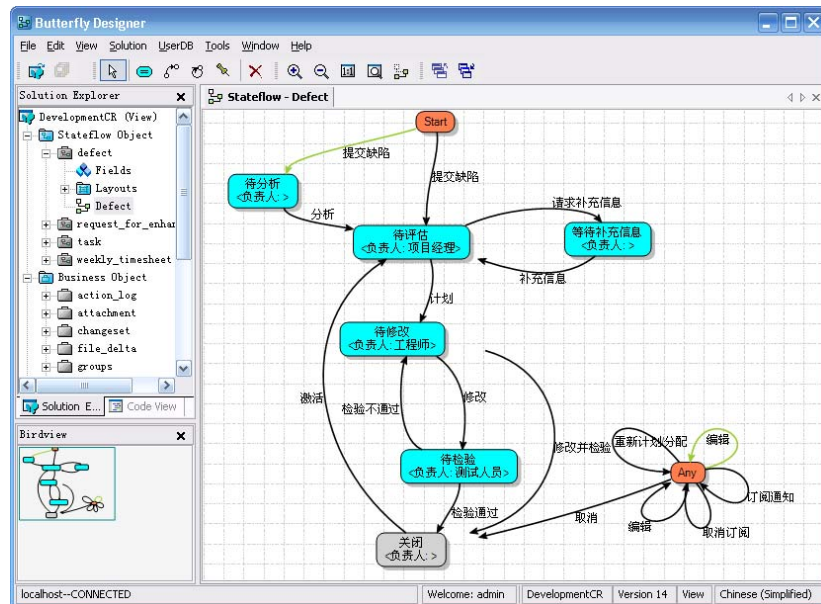 Butterfly Designer
File Edit View Solution UserDB Tools Window Help
1:1
Solution Explorer
DevelopmentCR (View)
Stateflow Object
defect
Fields
Layouts
Defect
request_for_enhan
task
weekly_timesheet
Business Object
action_log
attachment
changeset
file_delta
groups
Solution E... Code View
Birdview
Stateflow - Defect
Start
提交缺陷
提交缺陷
待分析
<负责人: >
分析
请求补充信息
待评估
<负责人: 项目经理>
等待补充信息
<负责人: >
补充信息
计划
待修改
<负责人: 工程师>
激活
检验不通过
修改
修改并检验
重新计划分配
编辑
待检验
<负责人: 测试人员>
Any
订阅通知
检验通过
取消
编辑
取消订阅
关闭
<负责人: >
localhost--CONNECTED Welcome: admin DevelopmentCR Version 14 View Chinese (Simplified)